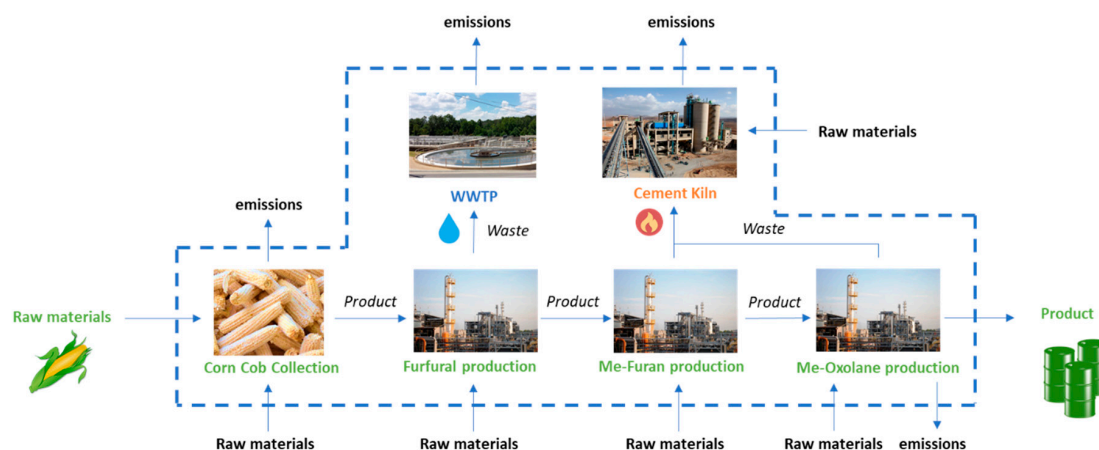 emissions
emissions
Raw materials
WWTP
Cement Kiln
emissions
Waste
Waste
Product
Product
Product
Raw materials
Product
Corn Cob Collection
Furfural production
Me-Furan production
Me-Oxolane production
Raw materials
Raw materials
Raw materials
Raw materials
emissions